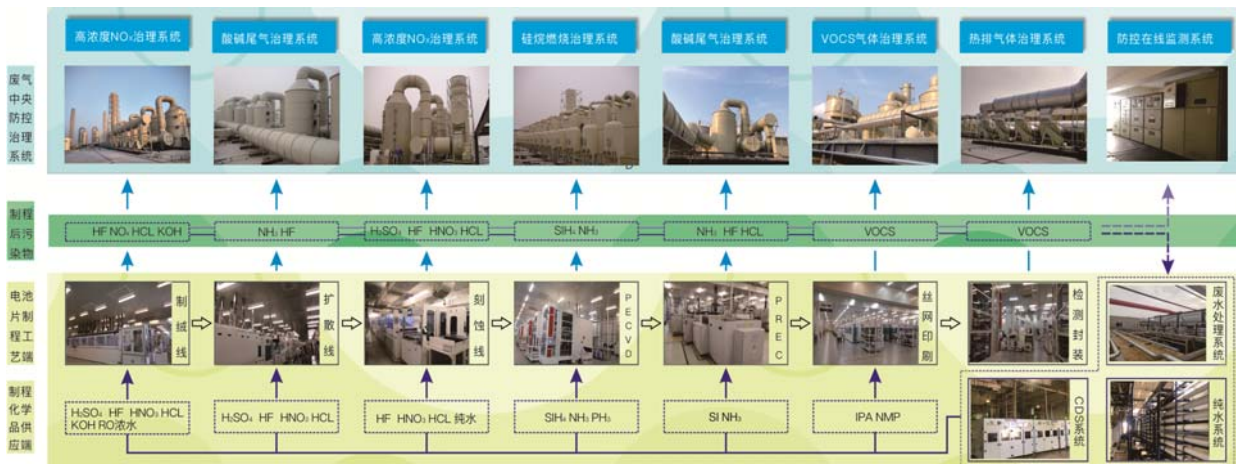 高浓度NOx治理系统
酸碱尾气治理系统
高浓度NOx治理系统
硅烷燃烧治理系统
酸碱尾气治理系统
VOCS气体治理系统
热排气体治理系统
防控在线监测系统
废气
中央
防控
治理
系统
制程
后污
染物
HF NOx HCL KOH
NH3 HF
H2SO4 HF HNO3 HCL
SIH4 NH3
NH3 HF HCL
VOCS
VOCS
电池
片制
程工
艺端
制绒线
扩散线
刻蚀线
PECVD
PREC
丝网印刷
检测封装
废水处理系统
制程
化学
品供
应端
H2SO4 HF HNO3 HCL
KOH RO浓水
H2SO4 HF HNO3 HCL
HF HNO3 HCL 纯水
SIH4 NH3 PH3
SI NH3
IPA NMP
CDS系统
纯水系统